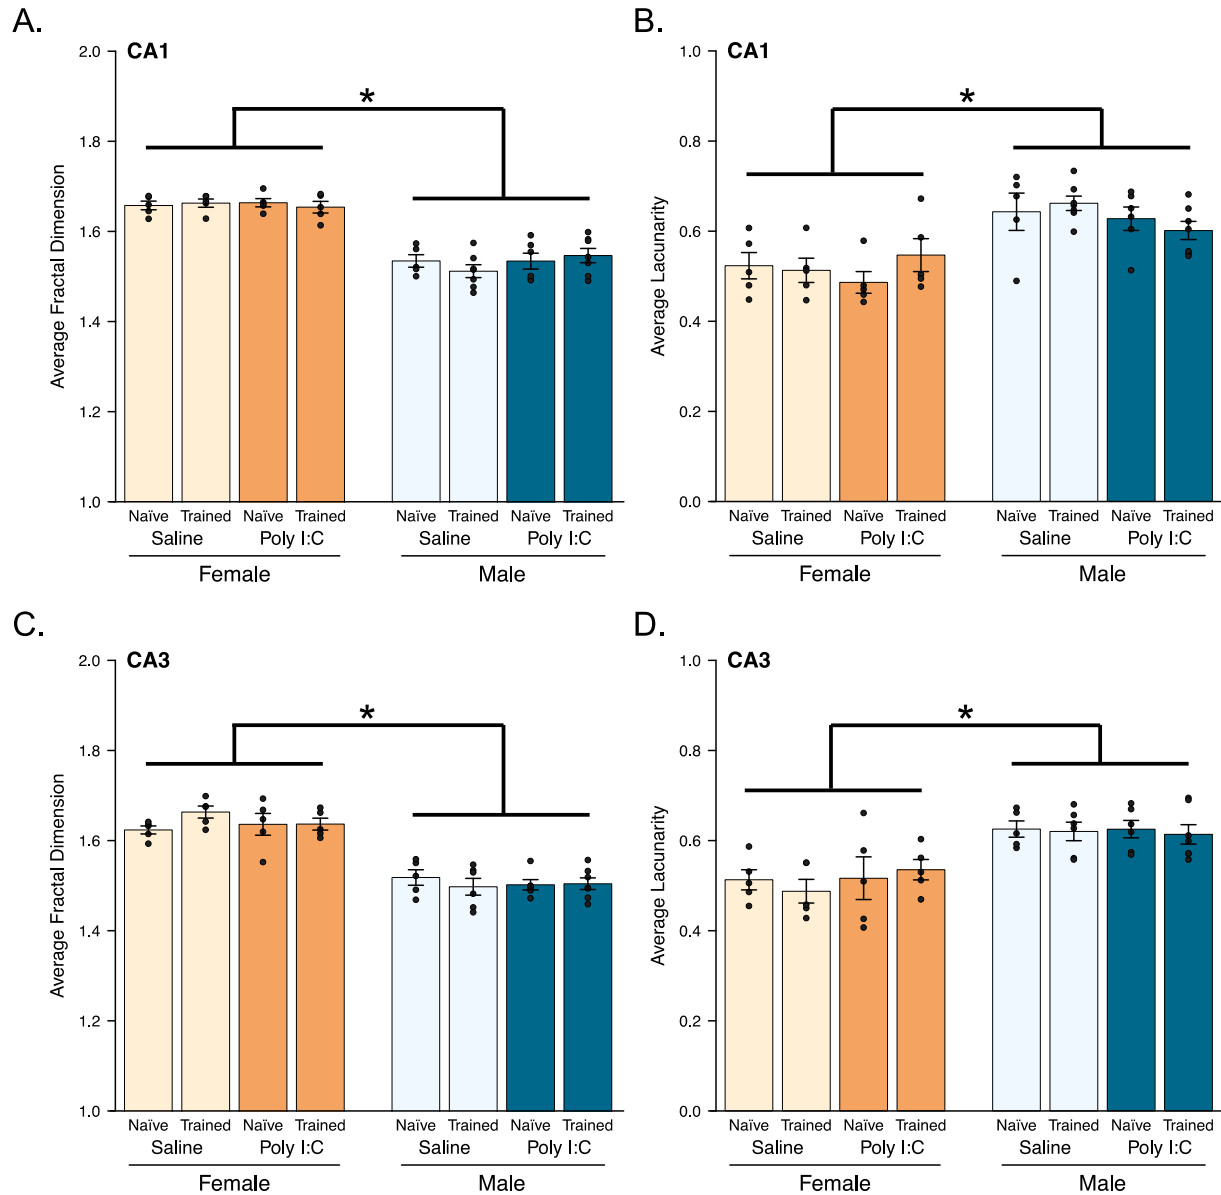 A.
CA1
Average Fractal Dimension
2.0
1.8
1.6
1.4
1.2
1.0
*
Naïve Trained Naïve Trained Naïve Trained Naïve Trained
Saline Poly I:C Saline Poly I:C
Female Male
B.
CA1
Average Lacunarity
1.0
0.8
0.6
0.4
0.2
0.0
*
Naïve Trained Naïve Trained Naïve Trained Naïve Trained
Saline Poly I:C Saline Poly I:C
Female Male
C.
CA3
Average Fractal Dimension
2.0
1.8
1.6
1.4
1.2
1.0
*
Naïve Trained Naïve Trained Naïve Trained Naïve Trained
Saline Poly I:C Saline Poly I:C
Female Male
D.
CA3
Average Lacunarity
1.0
0.8
0.6
0.4
0.2
0.0
*
Naïve Trained Naïve Trained Naïve Trained Naïve Trained
Saline Poly I:C Saline Poly I:C
Female Male